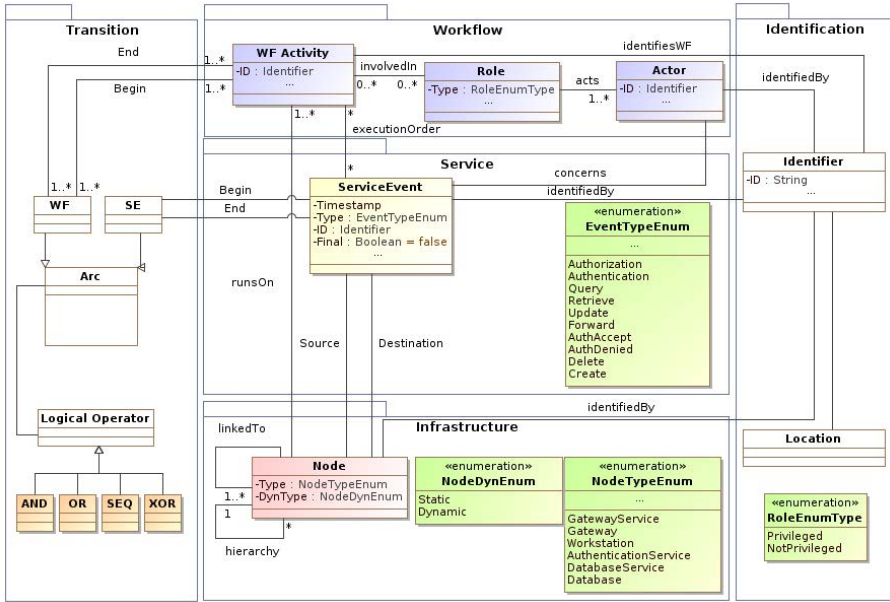 Transition
Workflow
Identification
End
Begin
1..*
1..*
1..*
1..*
WF Activity
-ID : Identifier
...
involvedIn
0..*
0..*
Role
-Type : RoleEnumType
...
acts
1..*
Actor
-ID : Identifier
...
identifiesWF
identifiedBy
1..*
*
executionOrder
*
Service
concerns
identifiedBy
Identifier
-ID : String
...
WF
SE
Begin
End
ServiceEvent
-Timestamp
-Type : EventTypeEnum
-ID : Identifier
-Final : Boolean = false
...
«enumeration»
EventTypeEnum
...
Authorization
Authentication
Query
Retrieve
Update
Forward
AuthAccept
AuthDenied
Delete
Create
Arc
runsOn
Source
Destination
identifiedBy
Infrastructure
linkedTo
Logical Operator
AND
OR
SEQ
XOR
Node
-Type : NodeTypeEnum
-DynType : NodeDynEnum
1..*
1
*
hierarchy
«enumeration»
NodeDynEnum
Static
Dynamic
«enumeration»
NodeTypeEnum
...
GatewayService
Gateway
Workstation
AuthenticationService
DatabaseService
Database
Location
«enumeration»
RoleEnumType
Privileged
NotPrivileged